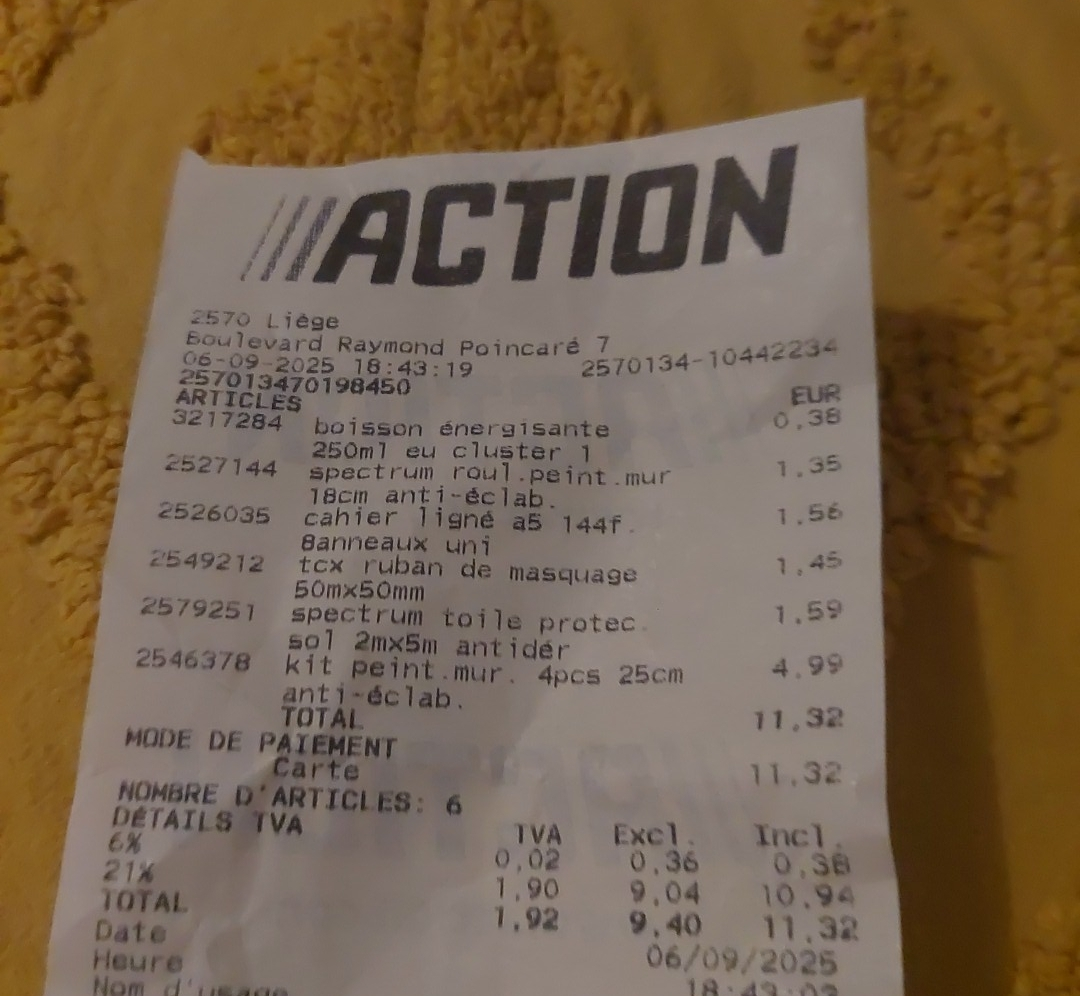 ACTION
2570 Liège
Boulevard Raymond Poincaré 7
06-09-2025 18:43:19 2570134-10442234
257013470198450
ARTICLES EUR
3217284 boisson énergisante 0,38
250ml eu cluster 1
2527144 spectrum roul.peint.mur 1,35
18cm anti-éclab.
2526035 cahier ligné a5 144f. 1,56
8anneaux uni
2549212 tcx ruban de masquage 1,45
50mx50mm
2579251 spectrum toile protec. 1,59
sol 2mx5m antidér
2546378 kit peint.mur. 4pcs 25cm 4,99
anti-éclab.
TOTAL 11,32
MODE DE PAIEMENT
Carte 11,32
NOMBRE D'ARTICLES: 6
DÉTAILS TVA TVA Excl. Incl.
6% 0,02 0,36 0,38
21% 1,90 9,04 10,94
TOTAL 1,92 9,40 11,32
Date 06/09/2025
Heure 18:43:03
Nom d'usage